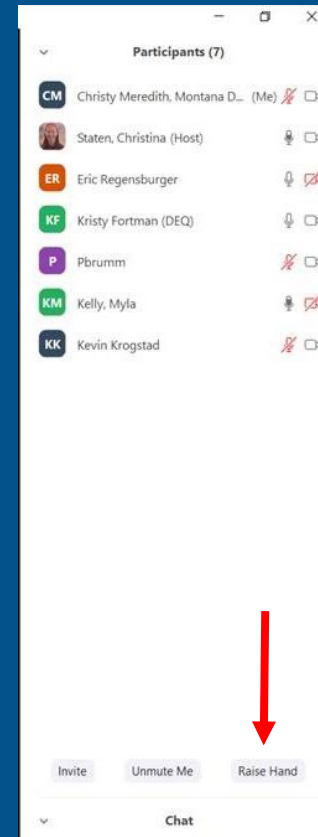 Participants (7)
CM Christy Meredith, Montana D... (Me)
Staten, Christina (Host)
ER Eric Regensburger
KF Kristy Fortman (DEQ)
P Pbrumm
KM Kelly, Myla
KK Kevin Krogstad
Invite Unmute Me Raise Hand
Chat